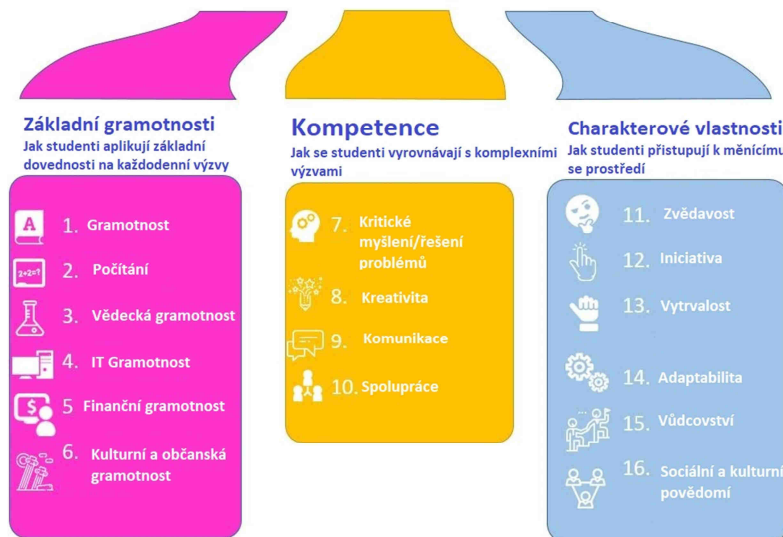 Základní gramotnosti
Jak studenti aplikují základní
dovednosti na každodenní výzvy
A
1. Gramotnost
2+2=?
2. Počítání
3. Vědecká gramotnost
4. IT Gramotnost
$
5 Finanční gramotnost
6. Kulturní a občanská
gramotnost
Kompetence
Jak se studenti vyrovnávají s komplexními
výzvami
7. Kritické
myšlení/řešení
problémů
8. Kreativita
9. Komunikace
10. Spolupráce
Charakterové vlastnosti
Jak studenti přistupují k měnícímu
se prostředí
11. Zvědavost
12. Iniciativa
13. Vytrvalost
14. Adaptabilita
15. Vůdcovství
16. Sociální a kulturní
povědomí